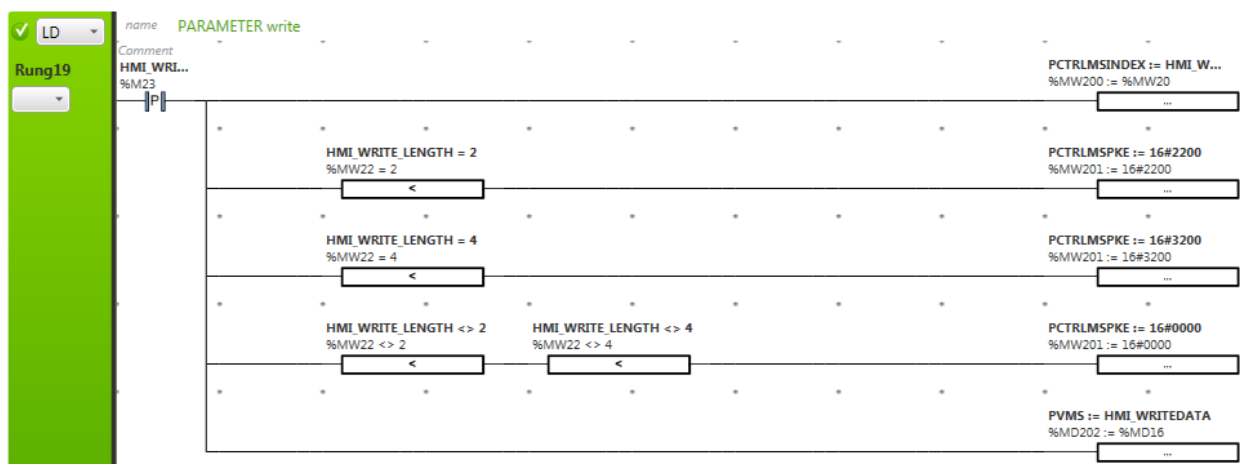 LD
name PARAMETER write
Comment
Rung19
HMI_WRI...
%M23
P
PCTRLMSINDEX := HMI_W...
%MW200 := %MW20
...
HMI_WRITE_LENGTH = 2
%MW22 = 2
<
PCTRLMSPKE := 16#2200
%MW201 := 16#2200
...
HMI_WRITE_LENGTH = 4
%MW22 = 4
<
PCTRLMSPKE := 16#3200
%MW201 := 16#3200
...
HMI_WRITE_LENGTH <> 2
%MW22 <> 2
<
HMI_WRITE_LENGTH <> 4
%MW22 <> 4
<
PCTRLMSPKE := 16#0000
%MW201 := 16#0000
...
PVMS := HMI_WRITEDATA
%MD202 := %MD16
...